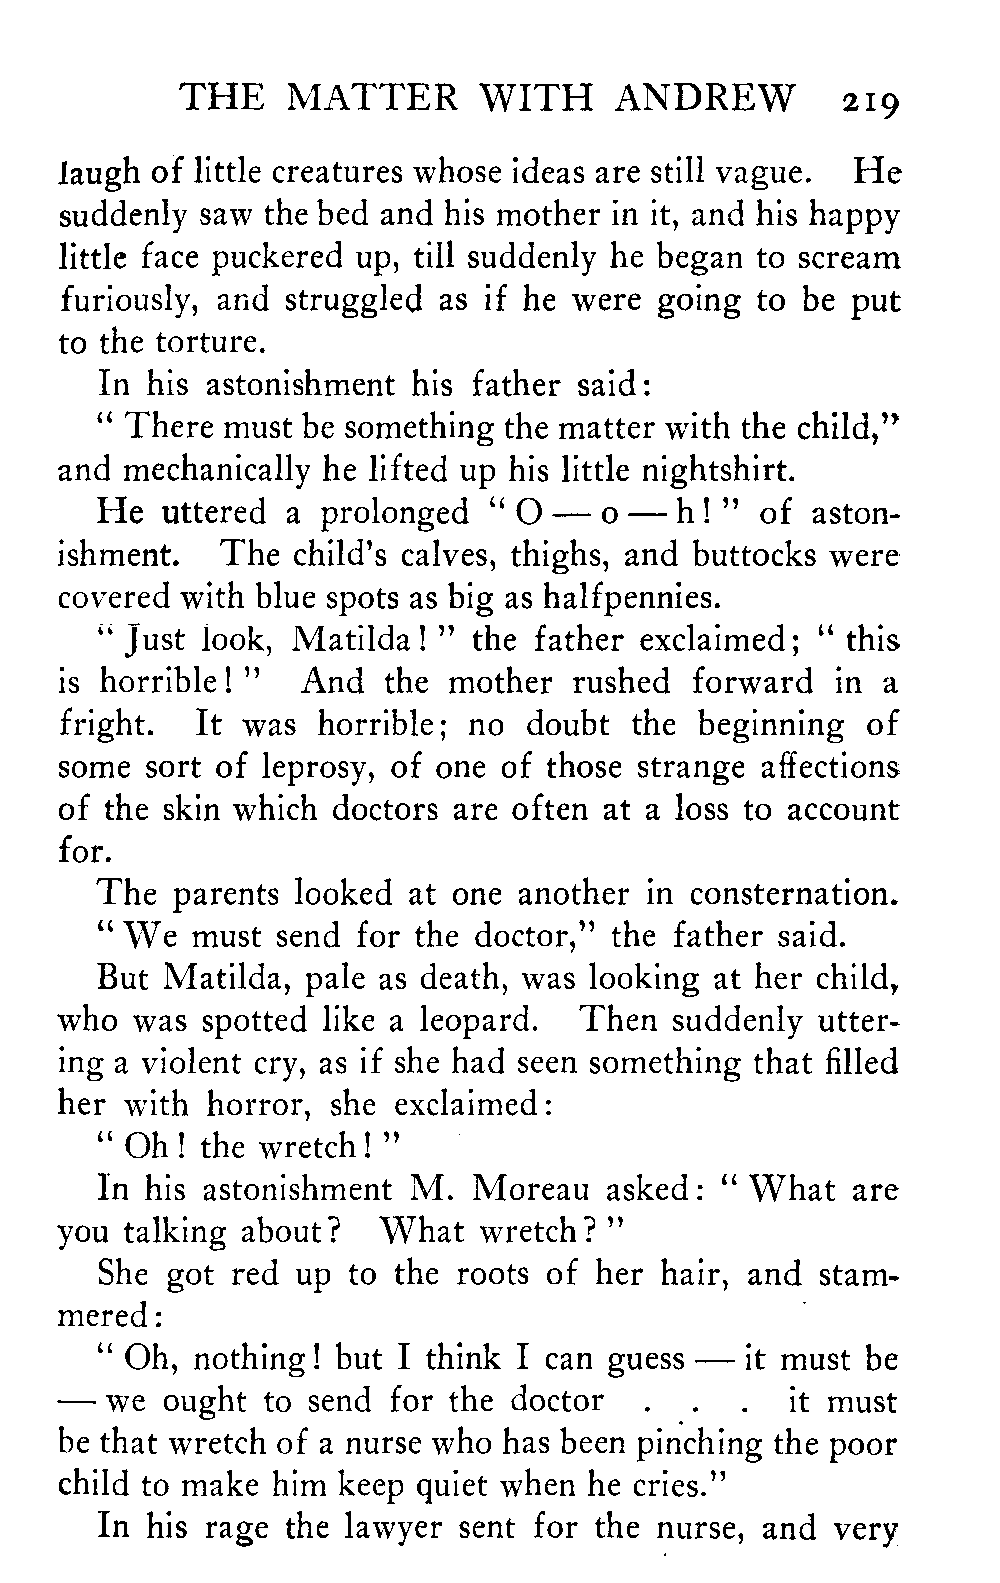 THE MATTER WITH ANDREW 219
laugh of little creatures whose ideas are still vague. He
suddenly saw the bed and his mother in it, and his happy
little face puckered up, till suddenly he began to scream
furiously, and struggled as if he were going to be put
to the torture.
In his astonishment his father said:
" There must be something the matter with the child,"
and mechanically he lifted up his little nightshirt.
He uttered a prolonged " O — o — h! " of aston-
ishment. The child's calves, thighs, and buttocks were
covered with blue spots as big as halfpennies.
" Just look, Matilda! " the father exclaimed; " this
is horrible! " And the mother rushed forward in a
fright. It was horrible; no doubt the beginning of
some sort of leprosy, of one of those strange affections
of the skin which doctors are often at a loss to account
for.
The parents looked at one another in consternation.
" We must send for the doctor," the father said.
But Matilda, pale as death, was looking at her child,
who was spotted like a leopard. Then suddenly utter-
ing a violent cry, as if she had seen something that filled
her with horror, she exclaimed:
" Oh! the wretch! "
In his astonishment M. Moreau asked: " What are
you talking about? What wretch? "
She got red up to the roots of her hair, and stam-
mered:
" Oh, nothing! but I think I can guess — it must be
— we ought to send for the doctor . . . it must
be that wretch of a nurse who has been pinching the poor
child to make him keep quiet when he cries."
In his rage the lawyer sent for the nurse, and very